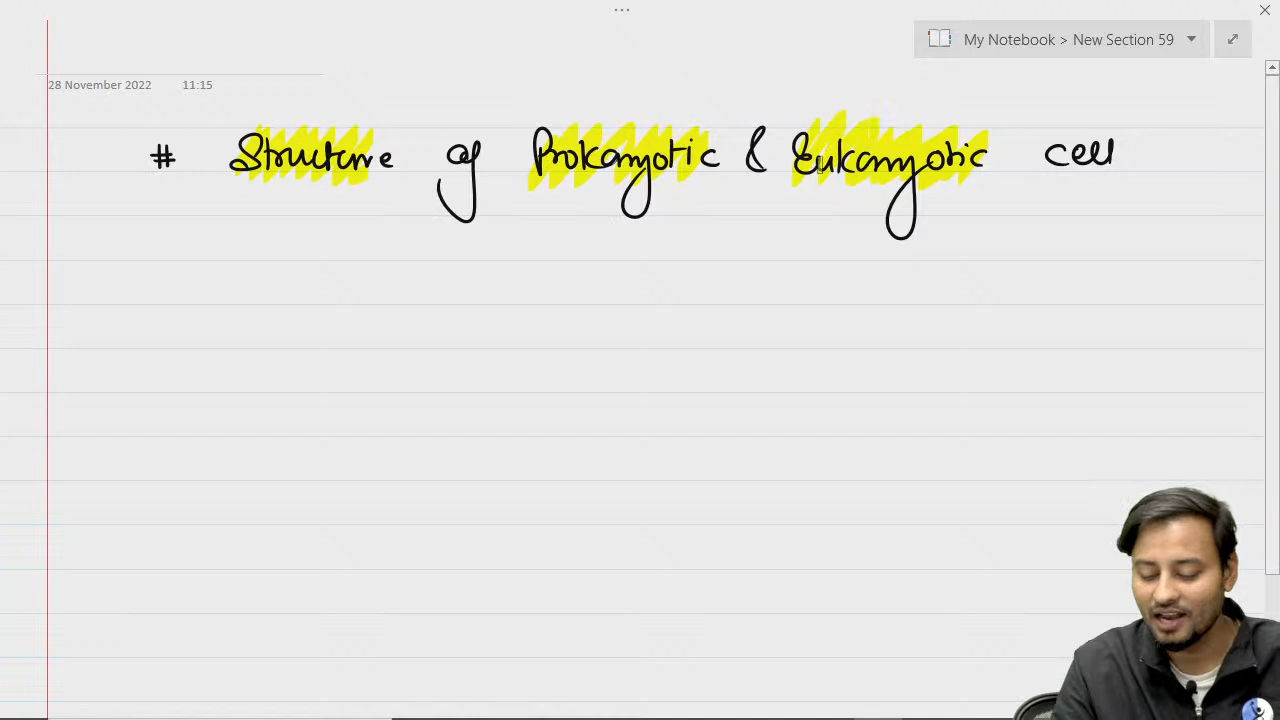 ...
My Notebook > New Section 59
28 November 2022 11:15
# Structure of Prokaryotic & Eukaryotic cell